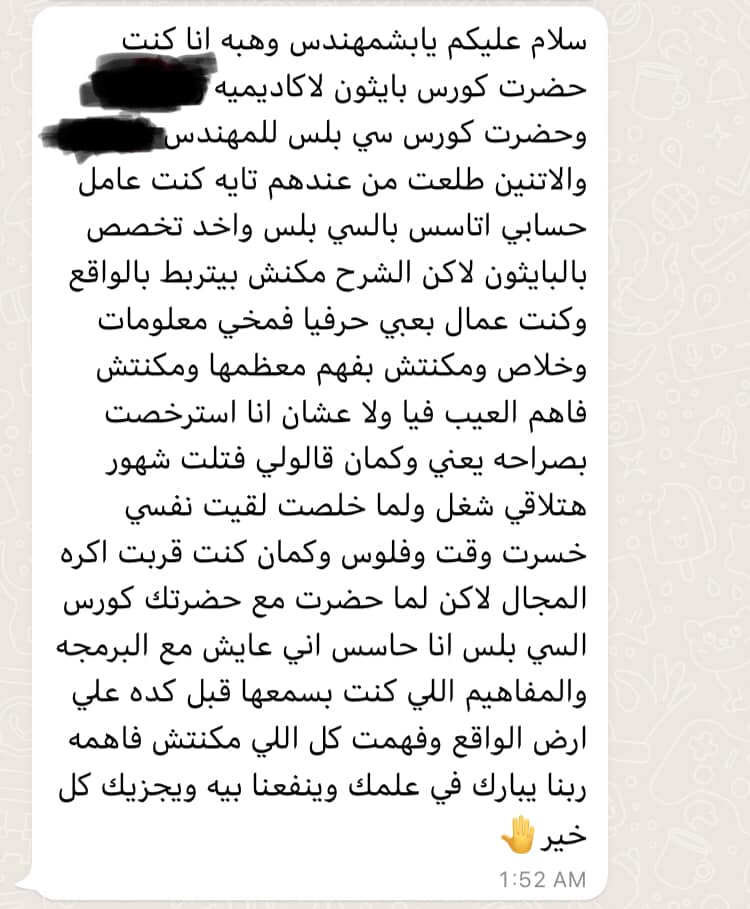 سلام عليكم يابشمهندس وهبه انا كنت
حضرت كورس بايثون لاكاديميه
وحضرت كورس سي بلس للمهندس
والاتنين طلعت من عندهم تايه كنت عامل
حسابي اتاسس بالسي بلس واخد تخصص
بالبايثون لاكن الشرح مكنش بيتربط بالواقع
وكنت عمال بعبي حرفيا فمخي معلومات
وخلاص ومكنتش بفهم معظمها ومكنتش
فاهم العيب فيا ولا عشان انا استرخصت
بصراحه يعني وكمان قالولي فتلت شهور
هتلاقي شغل ولما خلصت لقيت نفسي
خسرت وقت وفلوس وكمان كنت قربت اكره
المجال لاكن لما حضرت مع حضرتك كورس
السي بلس انا حاسس اني عايش مع البرمجه
والمفاهيم اللي كنت بسمعها قبل كده علي
ارض الواقع وفهمت كل اللي مكنتش فاهمه
ربنا يبارك في علمك وينفعنا بيه ويجزيك كل
خير🤚
1:52 AM